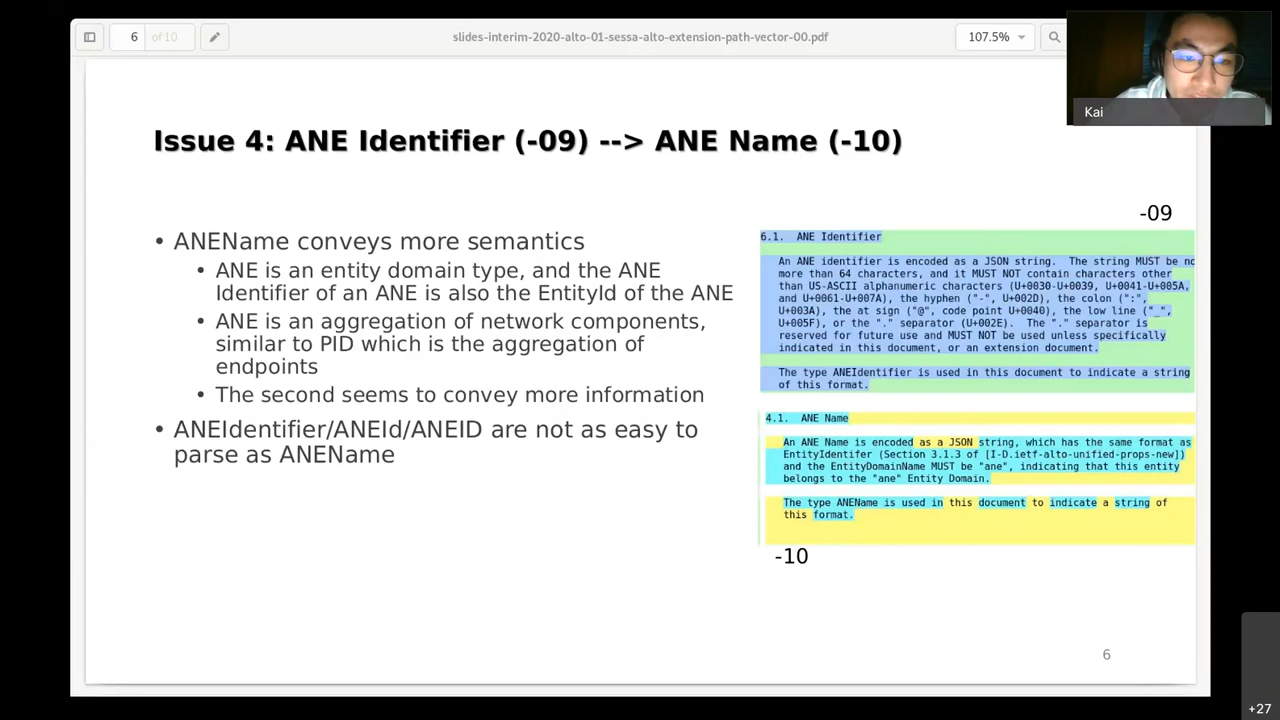 6 of 10
slides-interim-2020-alto-01-sessa-alto-extension-path-vector-00.pdf
107.5%
Kai
Issue 4: ANE Identifier (-09) --> ANE Name (-10)
• ANEName conveys more semantics
• ANE is an entity domain type, and the ANE
Identifier of an ANE is also the EntityId of the ANE
• ANE is an aggregation of network components,
similar to PID which is the aggregation of
endpoints
• The second seems to convey more information
• ANEIdentifier/ANEId/ANEID are not as easy to
parse as ANEName
-09
6.1. ANE Identifier
An ANE identifier is encoded as a JSON string. The string MUST be no
more than 64 characters, and it MUST NOT contain characters other
than US-ASCII alphanumeric characters (U+0030-U+0039, U+0041-U+005A,
and U+0061-U+007A), the hyphen ("-", U+002D), the colon (":",
U+003A), the at sign ("@", code point U+0040), the low line ("_",
U+005F), or the "." separator (U+002E). The "." separator is
reserved for future use and MUST NOT be used unless specifically
indicated in this document, or an extension document.
The type ANEIdentifier is used in this document to indicate a string
of this format.
4.1. ANE Name
An ANE Name is encoded as a JSON string, which has the same format as
EntityIdentifer (Section 3.1.3 of [I-D.ietf-alto-unified-props-new])
and the EntityDomainName MUST be "ane", indicating that this entity
belongs to the "ane" Entity Domain.
The type ANEName is used in this document to indicate a string of
this format.
-10
6
+27